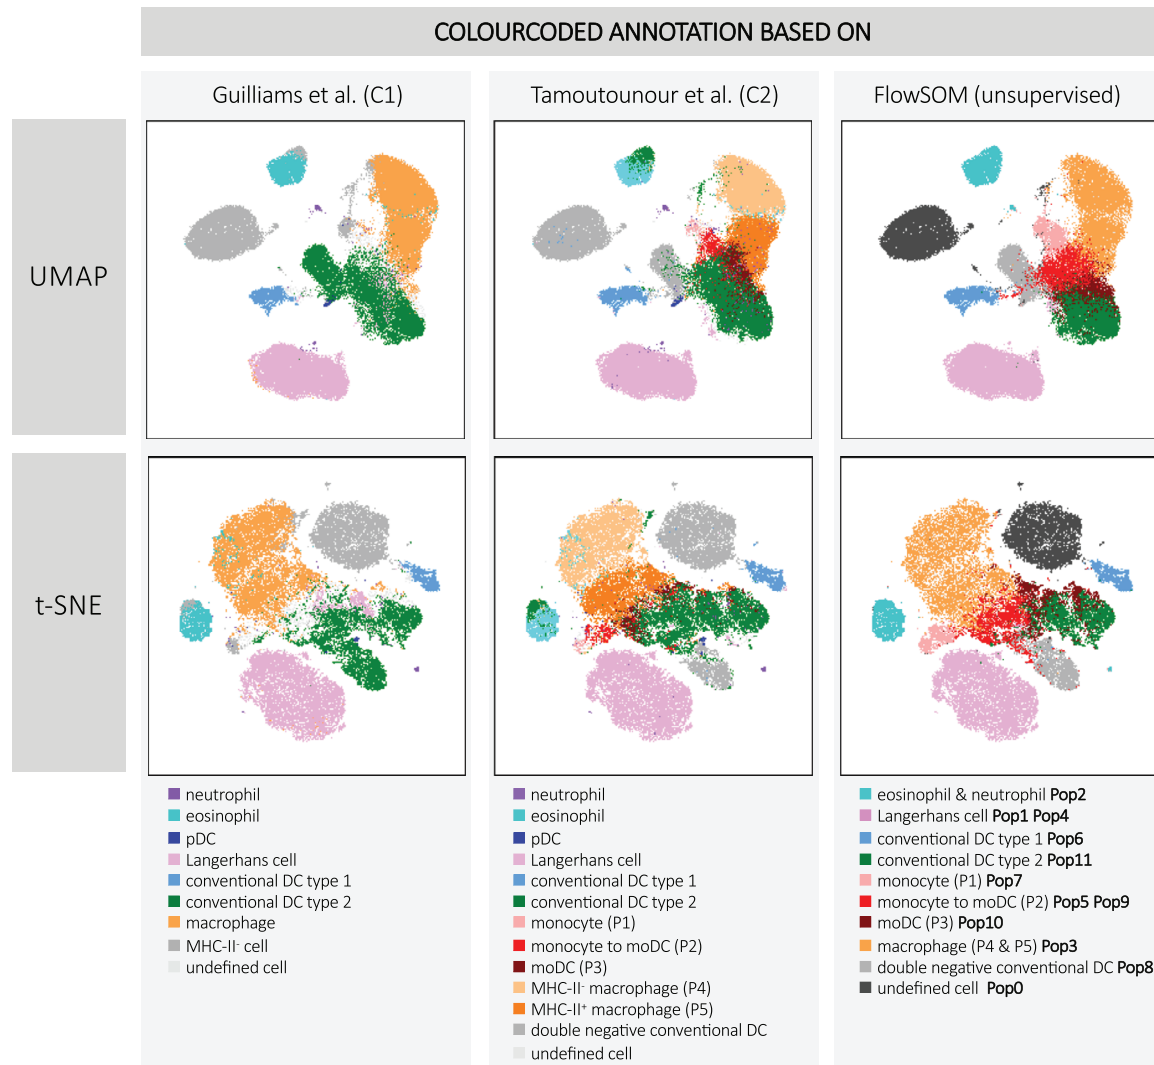 COLOURCODED ANNOTATION BASED ON
Guilliams et al. (C1)
Tamoutounour et al. (C2)
FlowSOM (unsupervised)
UMAP
t-SNE
neutrophil
eosinophil
pDC
Langerhans cell
conventional DC type 1
conventional DC type 2
macrophage
MHC-II⁻ cell
undefined cell
neutrophil
eosinophil
pDC
Langerhans cell
conventional DC type 1
conventional DC type 2
monocyte (P1)
monocyte to moDC (P2)
moDC (P3)
MHC-II⁻ macrophage (P4)
MHC-II⁺ macrophage (P5)
double negative conventional DC
undefined cell
eosinophil & neutrophil Pop2
Langerhans cell Pop1 Pop4
conventional DC type 1 Pop6
conventional DC type 2 Pop11
monocyte (P1) Pop7
monocyte to moDC (P2) Pop5 Pop9
moDC (P3) Pop10
macrophage (P4 & P5) Pop3
double negative conventional DC Pop8
undefined cell Pop0